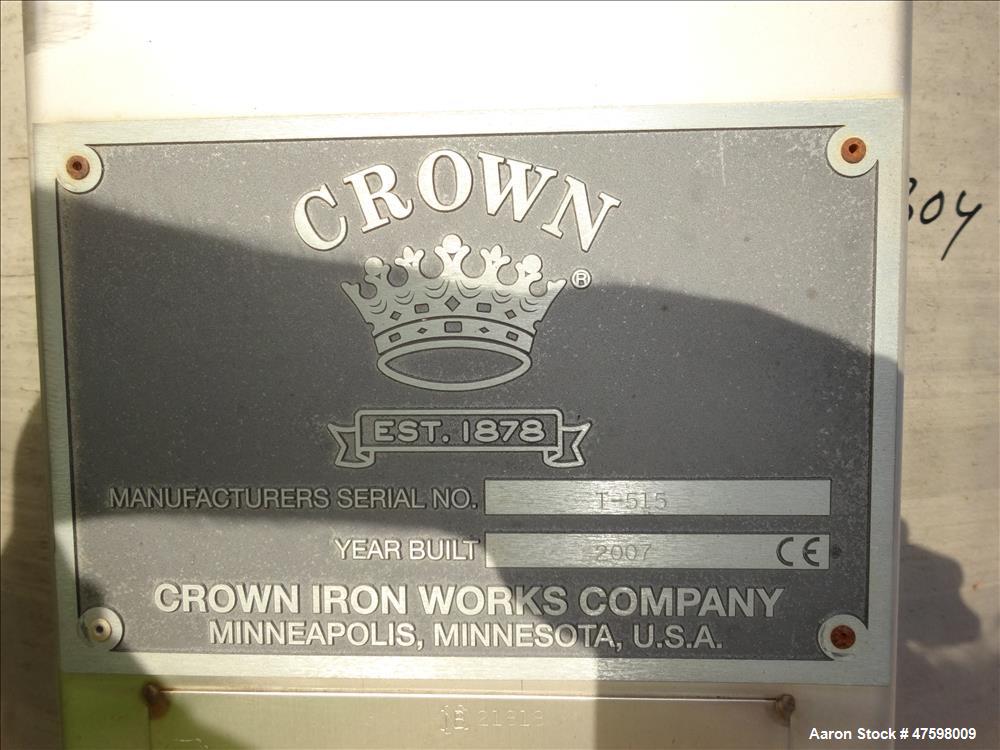 CROWN
®
EST. 1878
MANUFACTURERS SERIAL NO. I-515
YEAR BUILT 2007 CE
CROWN IRON WORKS COMPANY
MINNEAPOLIS, MINNESOTA, U.S.A.
304
Aaron Stock # 47598009